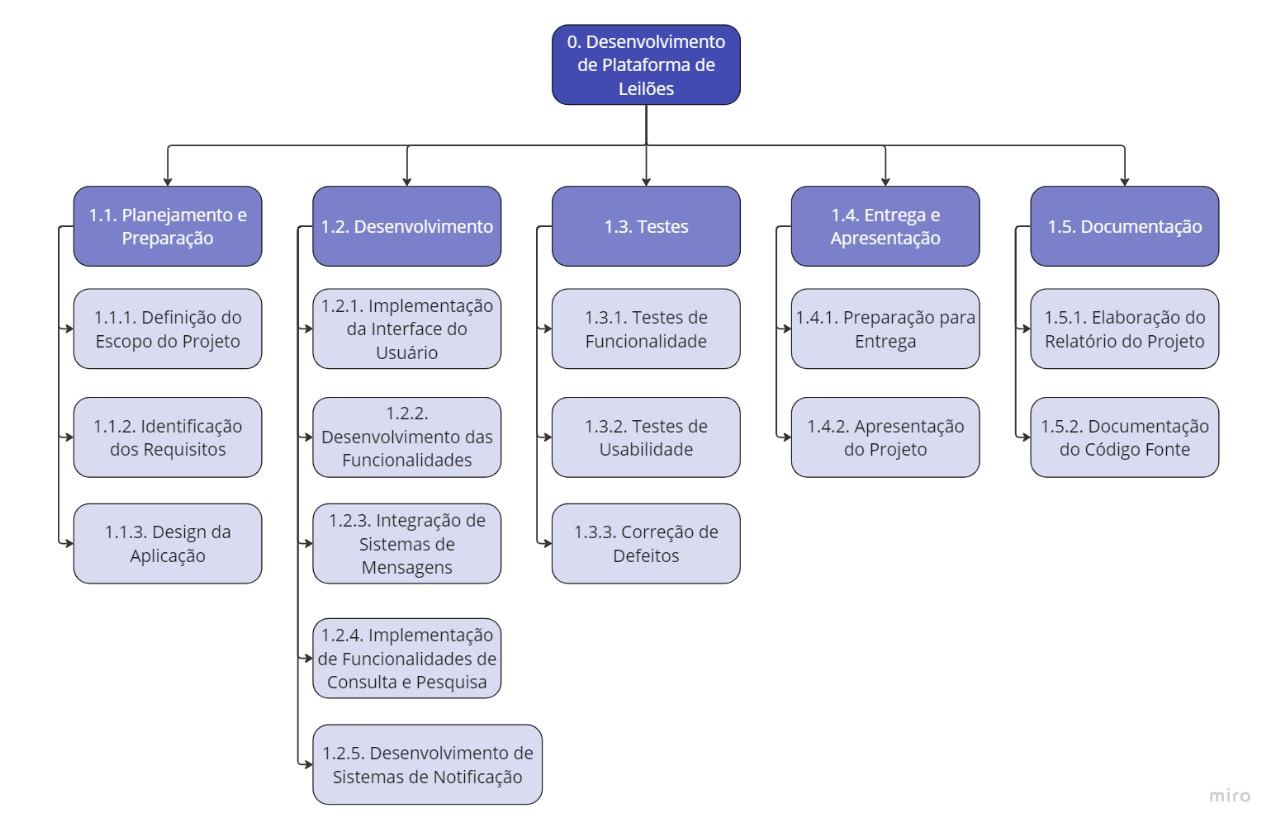 0. Desenvolvimento
de Plataforma de
Leilões
1.1. Planejamento e
Preparação
1.1.1. Definição do
Escopo do Projeto
1.1.2. Identificação
dos Requisitos
1.1.3. Design da
Aplicação
1.2. Desenvolvimento
1.2.1. Implementação
da Interface do
Usuário
1.2.2.
Desenvolvimento das
Funcionalidades
1.2.3. Integração de
Sistemas de
Mensagens
1.2.4. Implementação
de Funcionalidades de
Consulta e Pesquisa
1.2.5. Desenvolvimento de
Sistemas de Notificação
1.3. Testes
1.3.1. Testes de
Funcionalidade
1.3.2. Testes de
Usabilidade
1.3.3. Correção de
Defeitos
1.4. Entrega e
Apresentação
1.4.1. Preparação para
Entrega
1.4.2. Apresentação
do Projeto
1.5. Documentação
1.5.1. Elaboração do
Relatório do Projeto
1.5.2. Documentação
do Código Fonte
miro